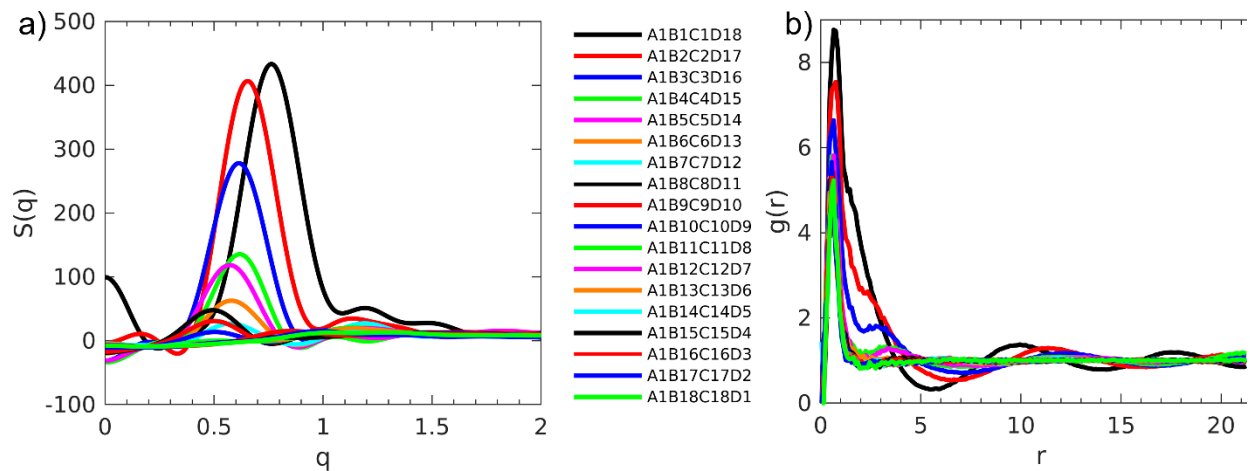 a)
500
400
300
200
100
0
-100
S(q)
0
0.5
1
1.5
2
q
A1B1C1D18
A1B2C2D17
A1B3C3D16
A1B4C4D15
A1B5C5D14
A1B6C6D13
A1B7C7D12
A1B8C8D11
A1B9C9D10
A1B10C10D9
A1B11C11D8
A1B12C12D7
A1B13C13D6
A1B14C14D5
A1B15C15D4
A1B16C16D3
A1B17C17D2
A1B18C18D1
b)
8
6
4
2
0
g(r)
0
5
10
15
20
r